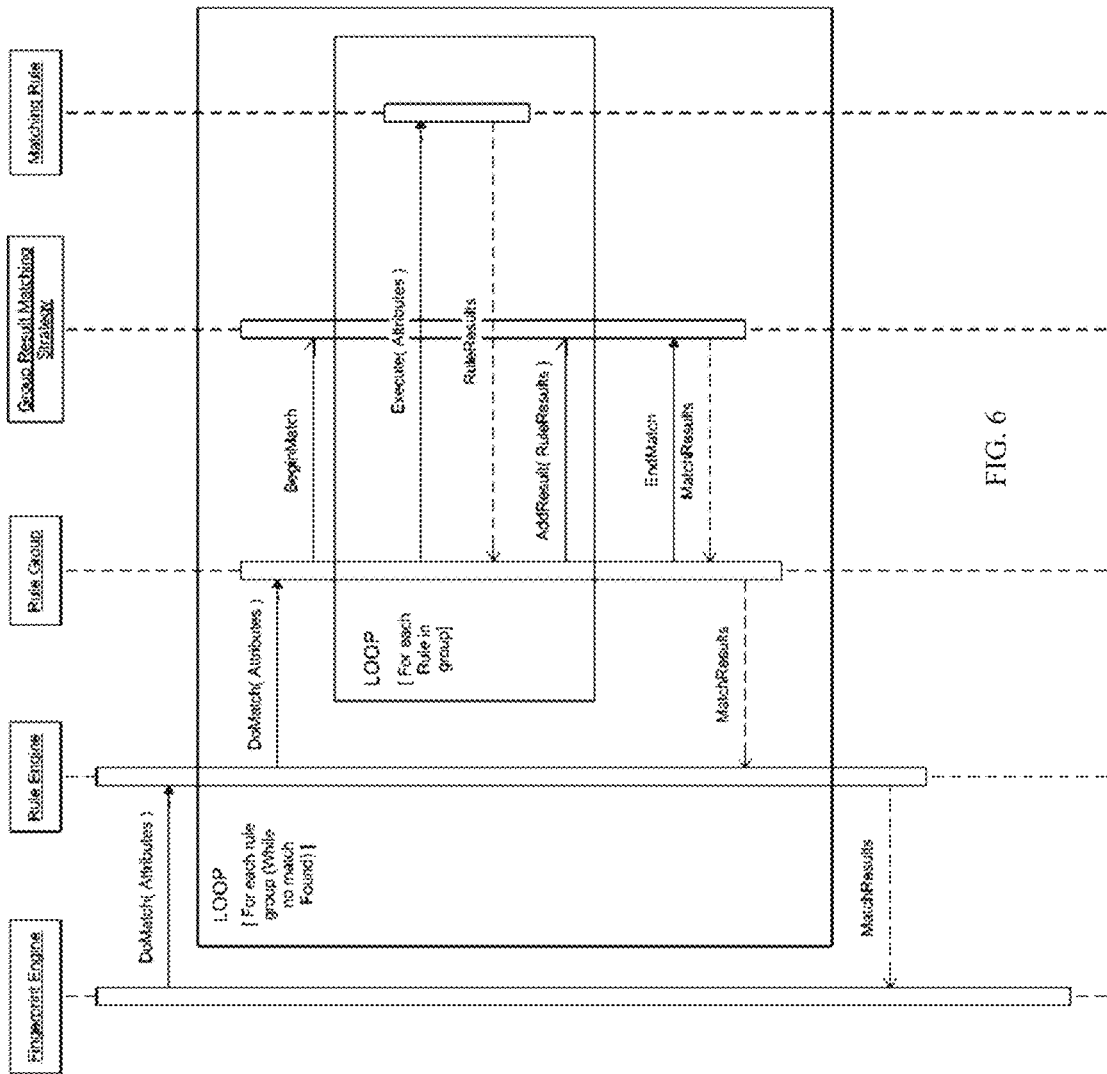 Fingerprint Engine
Rule Engine
Rule Group
Group Result Matching
Strategy
Matching Rule
DoMatch( Attributes )
LOOP
[ For each rule
group (While
no match
Found) ]
DoMatch( Attributes )
BeginMatch
LOOP
[ For each
Rule in
group]
Execute( Attributes )
RuleResults
AddResult( RuleResults )
EndMatch
MatchResults
MatchResults
MatchResults
FIG. 6